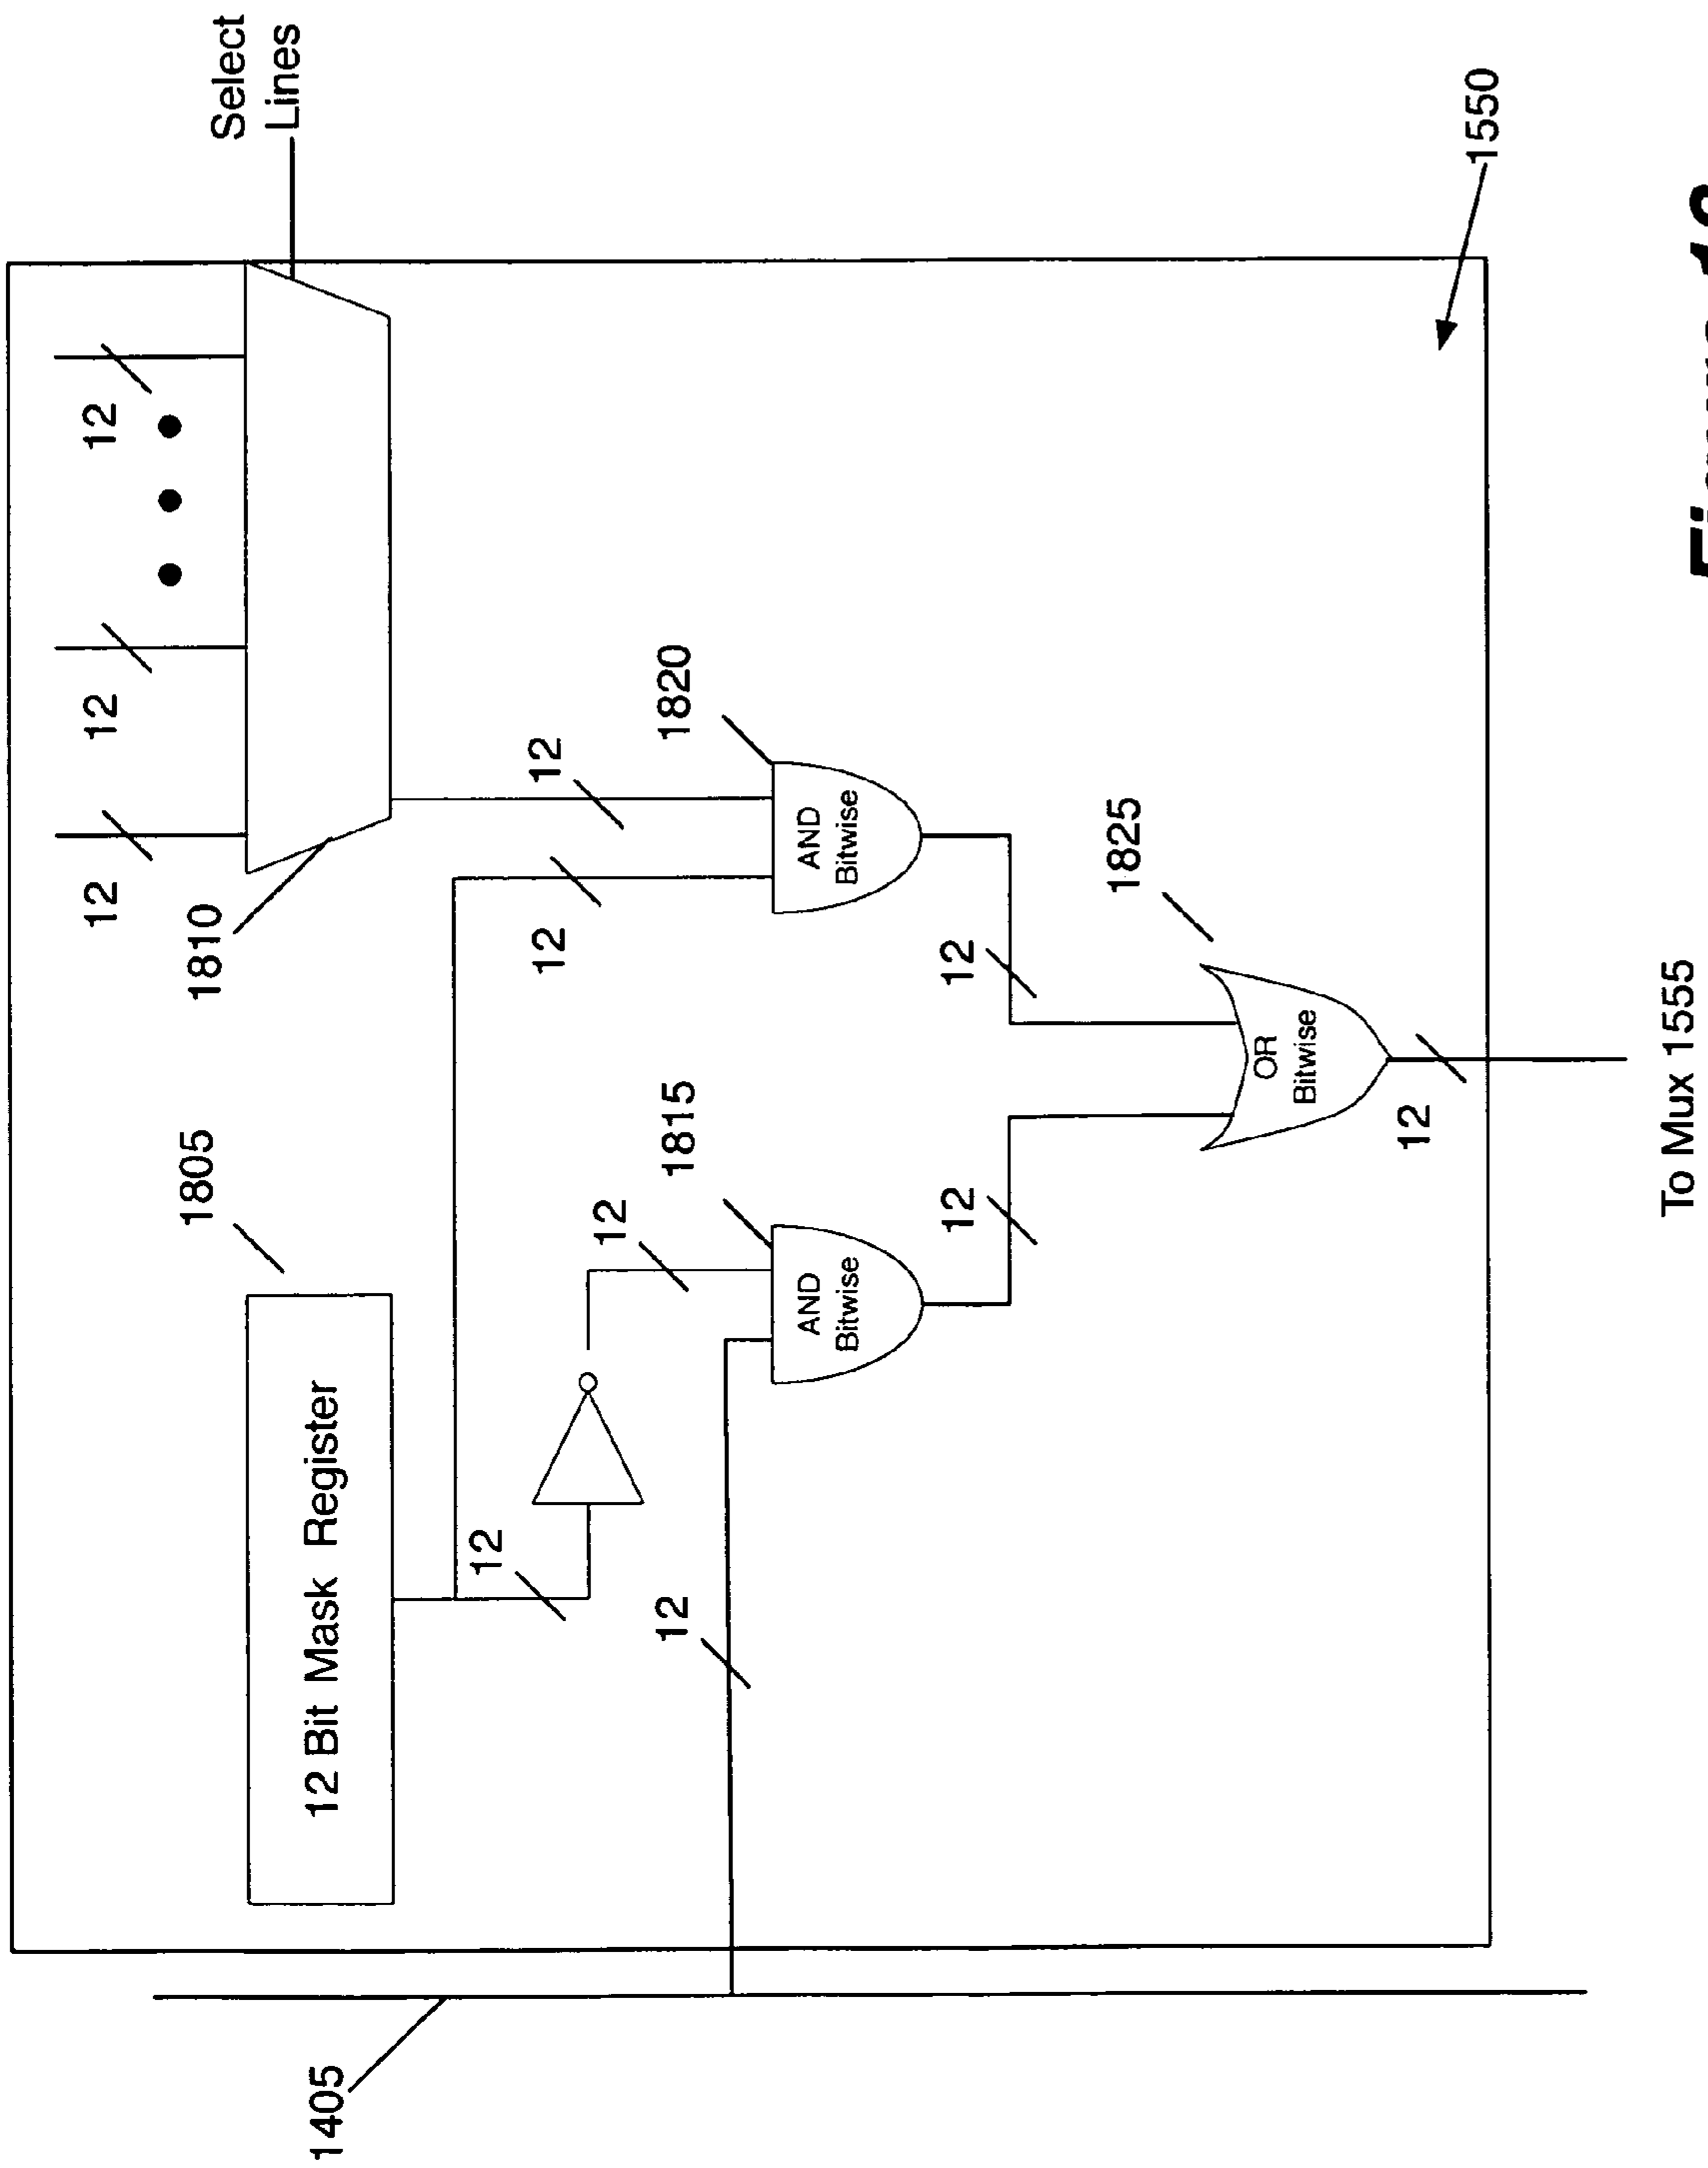 Select
Lines
12
12
12
1810
1805
12 Bit Mask Register
12
12
12
12
1820
1815
12
AND
Bitwise
AND
Bitwise
1405
12
12
1825
OR
Bitwise
12
1550
To Mux 1555